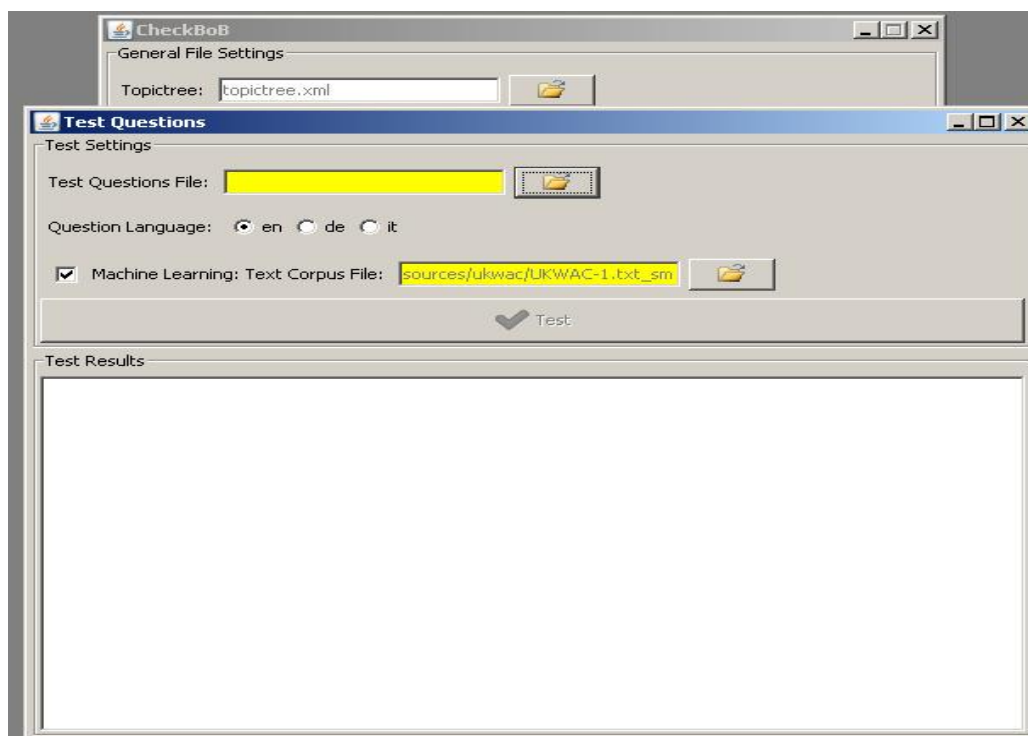 CheckBoB
General File Settings
Topictree: topictree.xml
Test Questions
Test Settings
Test Questions File:
Question Language: en de it
Machine Learning: Text Corpus File: sources/ukwac/UKWAC-1.txt_sm
Test
Test Results